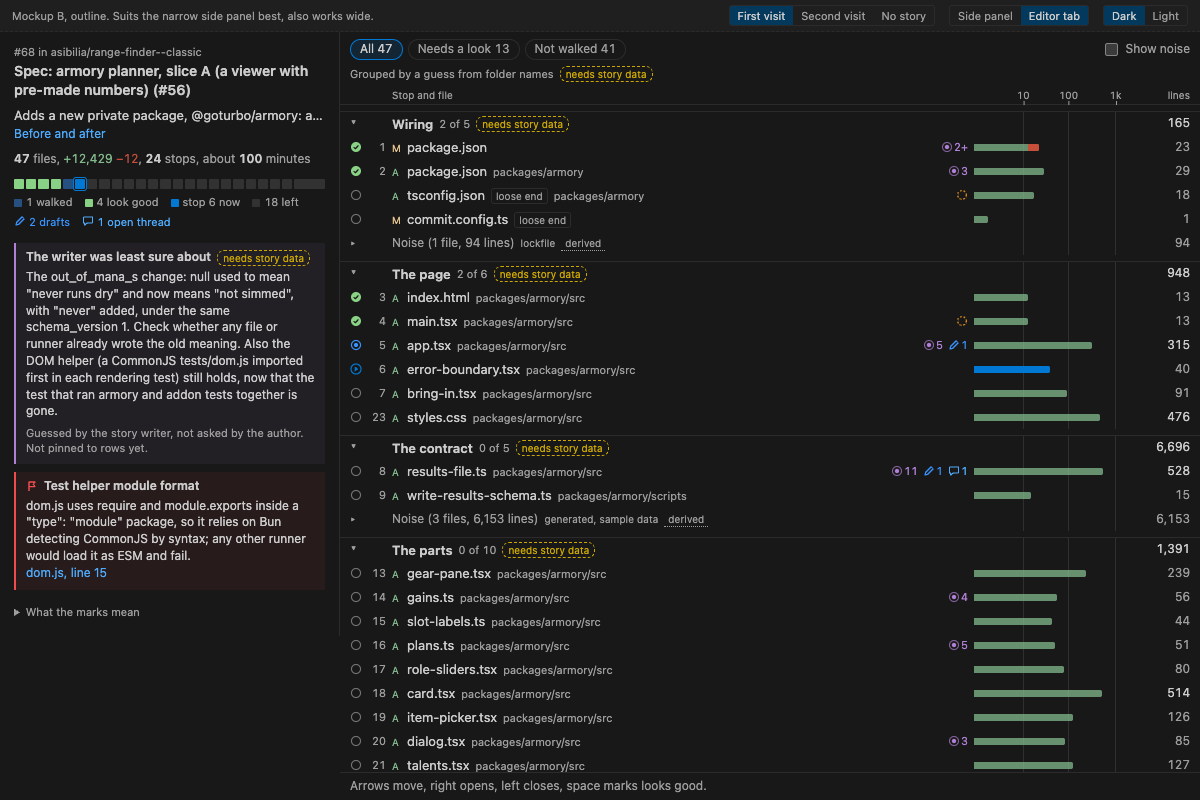 Mockup B, outline. Suits the narrow side panel best, also works wide.
First visit Second visit No story Side panel Editor tab Dark Light
#68 in asibilia/range-finder--classic
Spec: armory planner, slice A (a viewer with
pre-made numbers) (#56)
Adds a new private package, @goturbo/armory: a...
Before and after
47 files, +12,429 −12, 24 stops, about 100 minutes
1 walked 4 look good stop 6 now 18 left
2 drafts 1 open thread
The writer was least sure about needs story data
The out_of_mana_s change: null used to mean
"never runs dry" and now means "not simmed",
with "never" added, under the same
schema_version 1. Check whether any file or
runner already wrote the old meaning. Also the
DOM helper (a CommonJS tests/dom.js imported
first in each rendering test) still holds, now that the
test that ran armory and addon tests together is
gone.
Guessed by the story writer, not asked by the author.
Not pinned to rows yet.
Test helper module format
dom.js uses require and module.exports inside a
"type": "module" package, so it relies on Bun
detecting CommonJS by syntax; any other runner
would load it as ESM and fail.
dom.js, line 15
What the marks mean
All 47 Needs a look 13 Not walked 41 Show noise
Grouped by a guess from folder names needs story data
Stop and file 10 100 1k lines
Wiring 2 of 5 needs story data 165
1 M package.json 2+ 23
2 A package.json packages/armory 3 29
A tsconfig.json loose end packages/armory 18
M commit.config.ts loose end 1
Noise (1 file, 94 lines) lockfile derived 94
The page 2 of 6 needs story data 948
3 A index.html packages/armory/src 13
4 A main.tsx packages/armory/src 13
5 A app.tsx packages/armory/src 5 1 315
6 A error-boundary.tsx packages/armory/src 40
7 A bring-in.tsx packages/armory/src 91
23 A styles.css packages/armory/src 476
The contract 0 of 5 needs story data 6,696
8 A results-file.ts packages/armory/src 11 1 1 528
9 A write-results-schema.ts packages/armory/scripts 15
Noise (3 files, 6,153 lines) generated, sample data derived 6,153
The parts 0 of 10 needs story data 1,391
13 A gear-pane.tsx packages/armory/src 239
14 A gains.ts packages/armory/src 4 56
15 A slot-labels.ts packages/armory/src 44
16 A plans.ts packages/armory/src 5 51
17 A role-sliders.tsx packages/armory/src 80
18 A card.tsx packages/armory/src 514
19 A item-picker.tsx packages/armory/src 126
20 A dialog.tsx packages/armory/src 3 85
21 A talents.tsx packages/armory/src 127
Arrows move, right opens, left closes, space marks looks good.